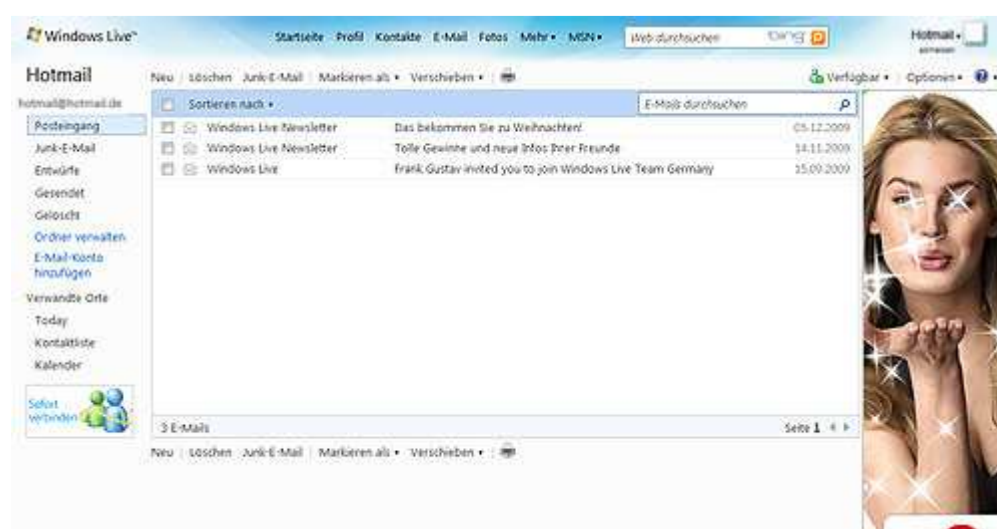 Windows Live™
Startseite Profil Kontakte E-Mail Fotos Mehr MSN
Web durchsuchen bing
Hotmail
Hotmail
Neu Löschen Junk-E-Mail Markieren als Verschieben
Verfügbar Optionen ?
hotmail@hotmail.de
Sortieren nach
E-Mails durchsuchen
Posteingang
Junk-E-Mail
Entwürfe
Gesendet
Gelöscht
Ordner verwalten
E-Mail-Konto
hinzufügen
Verwandte Orte
Today
Kontaktliste
Kalender
Sofort
verbinden
Windows Live Newsletter Das bekommen Sie zu Weihnachten! 05.12.2009
Windows Live Newsletter Tolle Gewinne und neue Infos Ihrer Freunde 14.11.2009
Windows Live Frank Gustav invited you to join Windows Live Team Germany 15.09.2009
3 E-Mails
Seite 1
Neu Löschen Junk-E-Mail Markieren als Verschieben